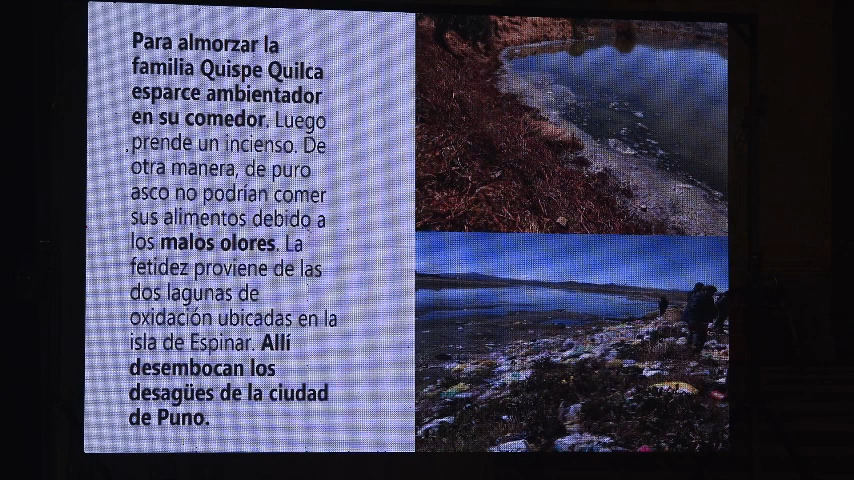 Para almorzar la
familia Quispe Quilca
esparce ambientador
en su comedor. Luego
prende un incienso. De
otra manera, de puro
asco no podrían comer
sus alimentos debido a
los malos olores. La
fetidez proviene de las
dos lagunas de
oxidación ubicadas en la
isla de Espinar. Allí
desembocan los
desagües de la ciudad
de Puno.